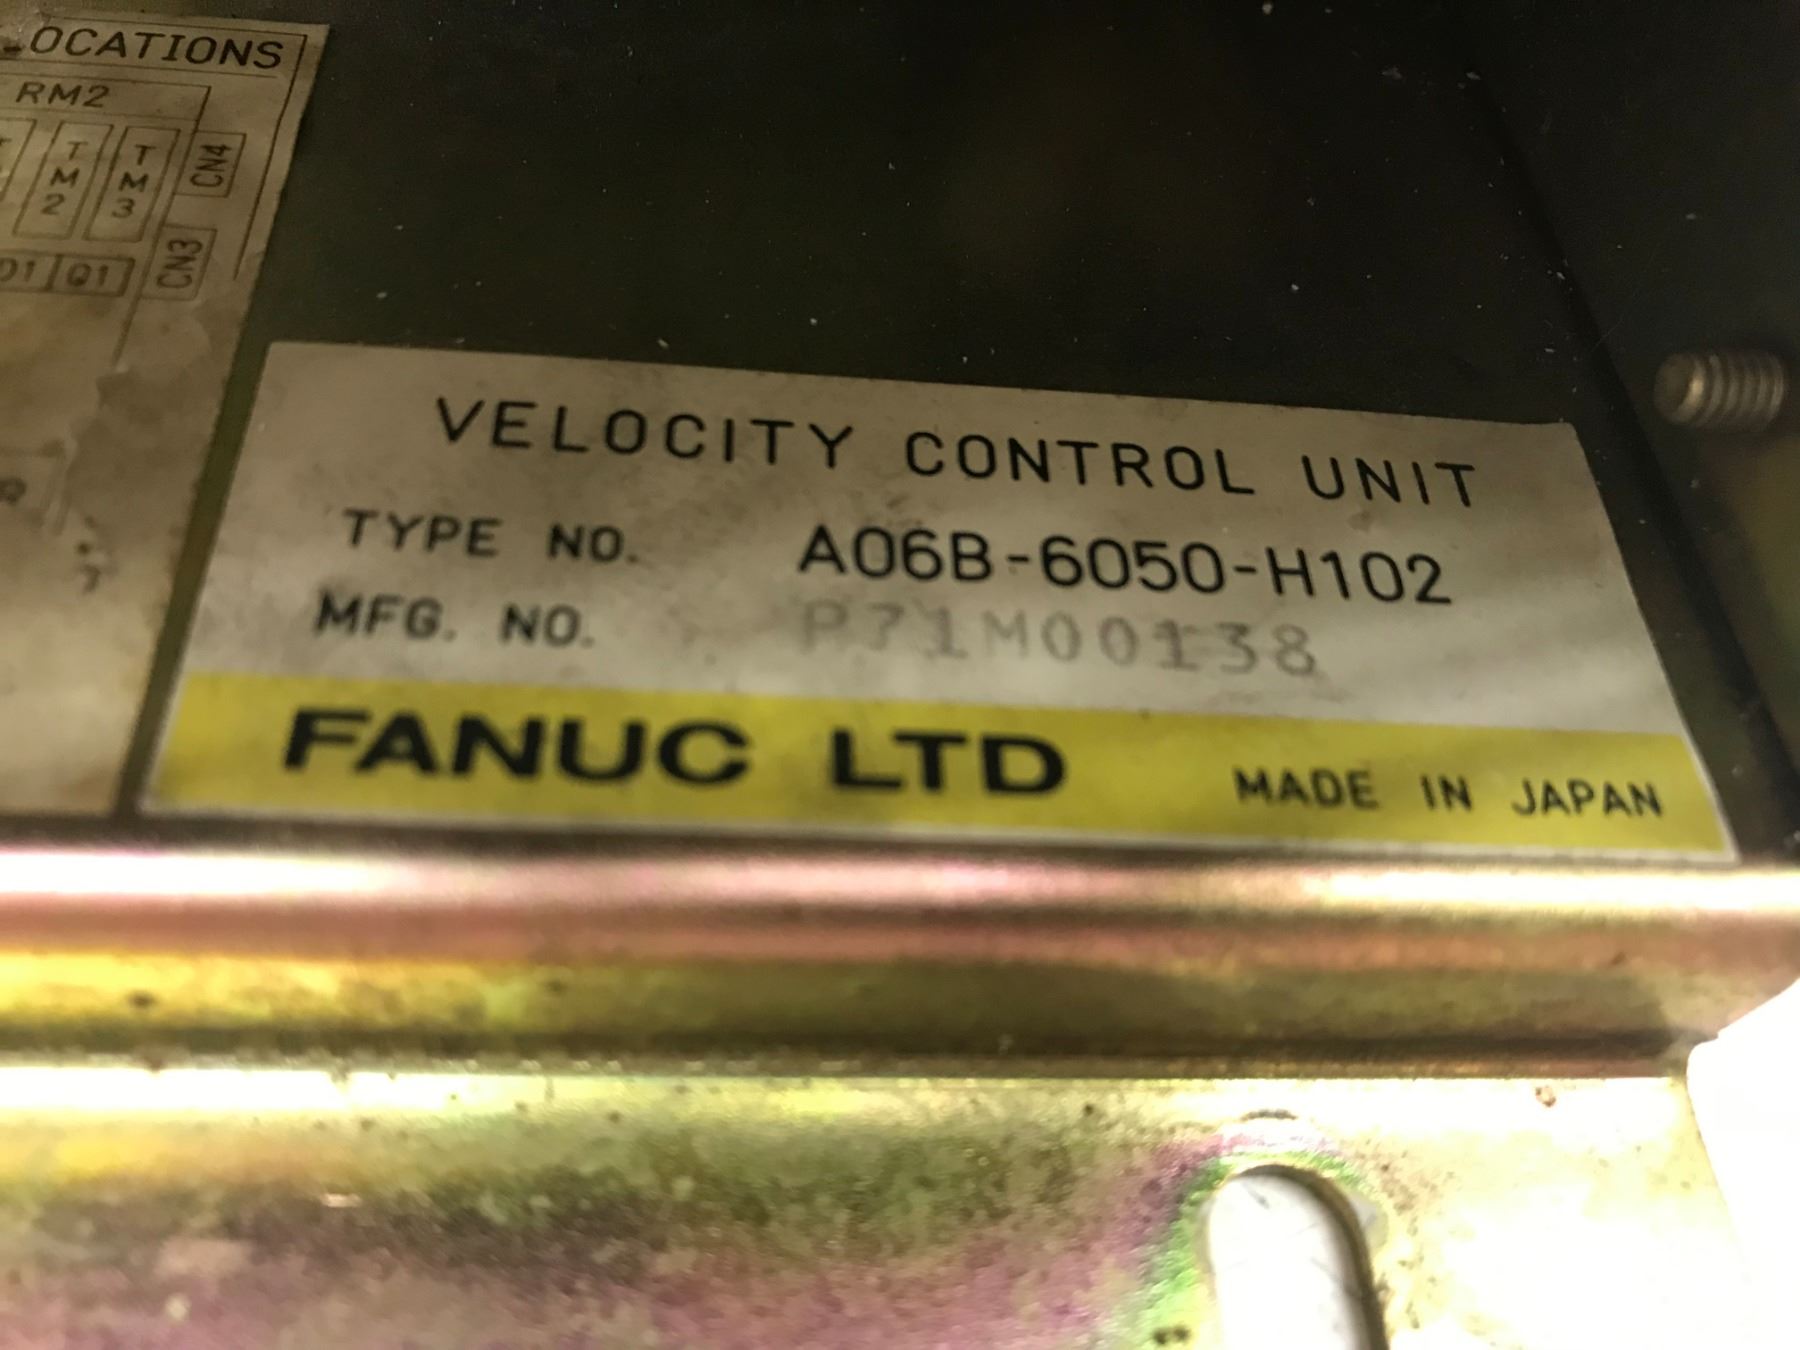 LOCATIONS
RM2
TM2
TM3
CN4
CN3
Q1
VELOCITY CONTROL UNIT
TYPE NO. A06B-6050-H102
MFG. NO. P71M00138
FANUC LTD MADE IN JAPAN